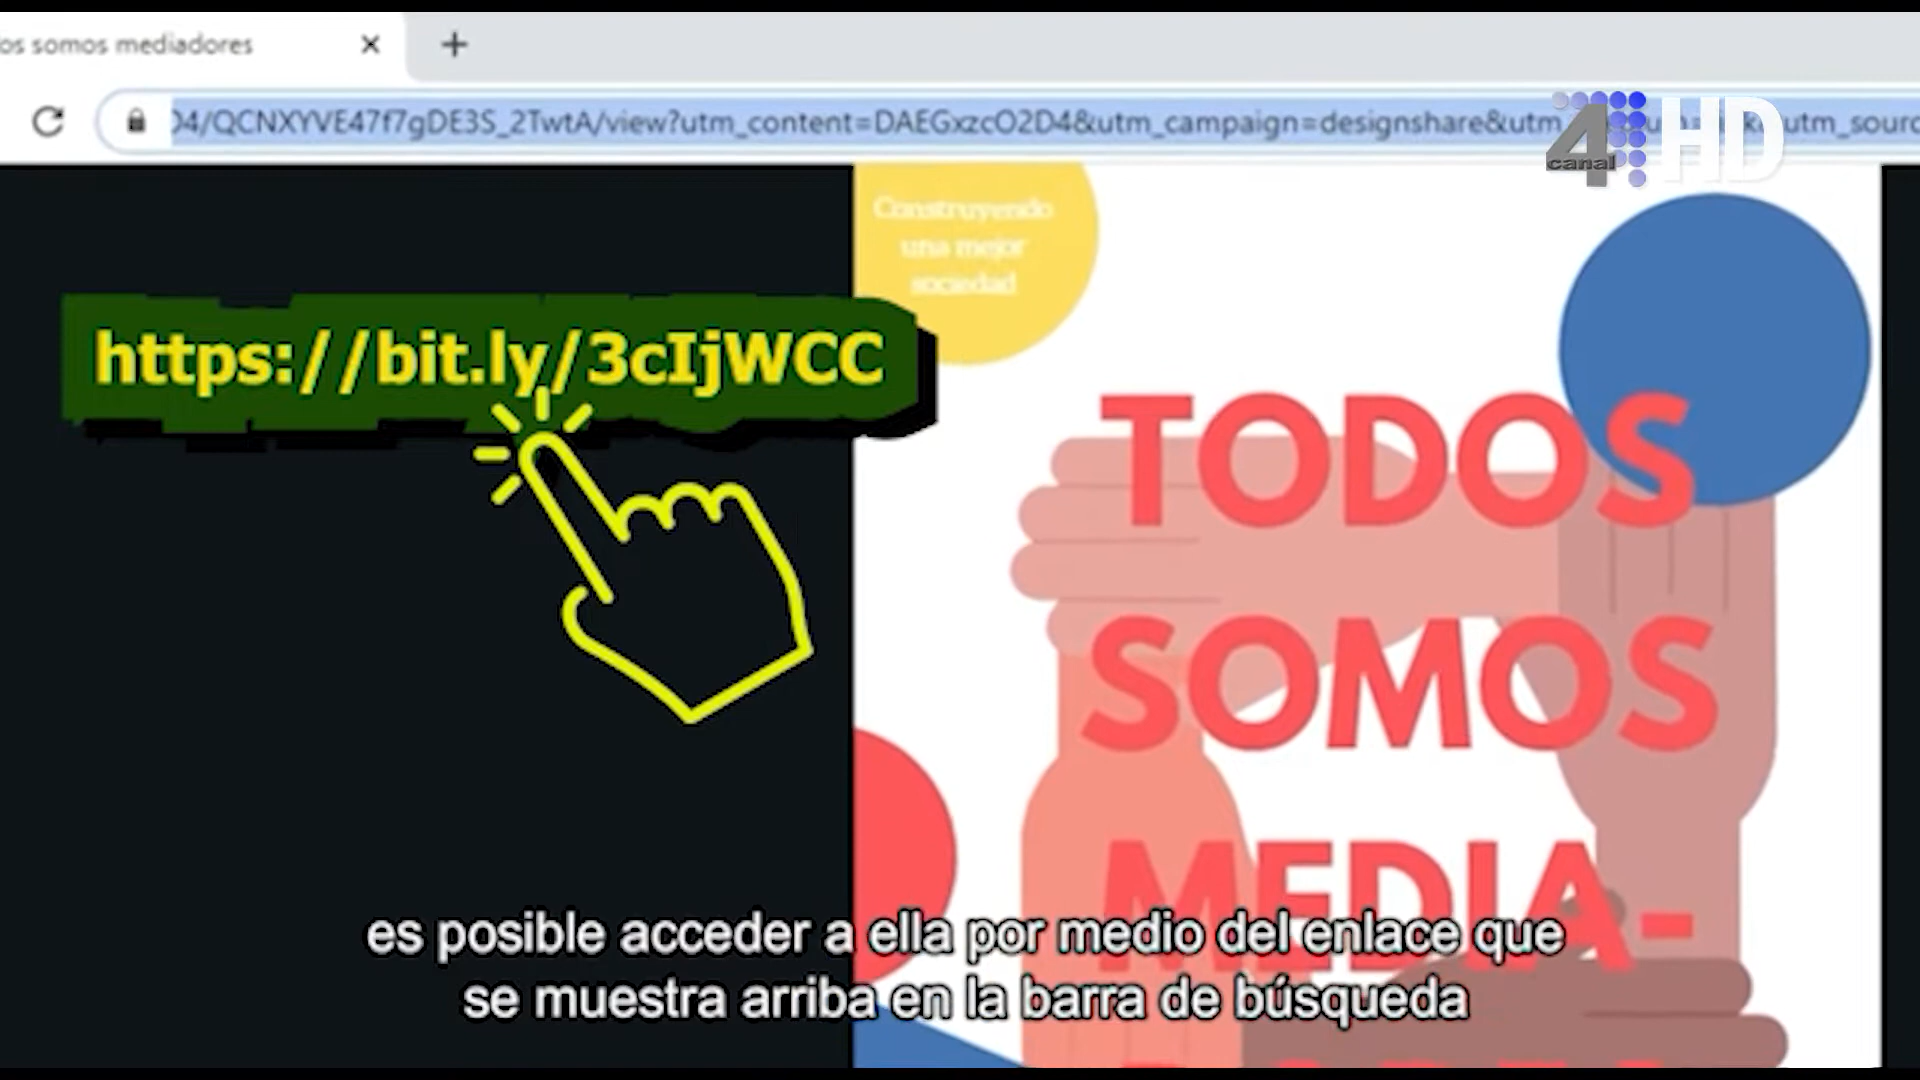 os somos mediadores
D4/QCNXYVE47f7gDE3S_2TwtA/view?utm_content=DAEGxzcO2D4&utm_campaign=designshare&utm
utm_sourc
4 HD
canal
Construyendo
una mejor
sociedad
https://bit.ly/3cIjWCC
TODOS
SOMOS
MEDIA-
es posible acceder a ella por medio del enlace que
se muestra arriba en la barra de búsqueda